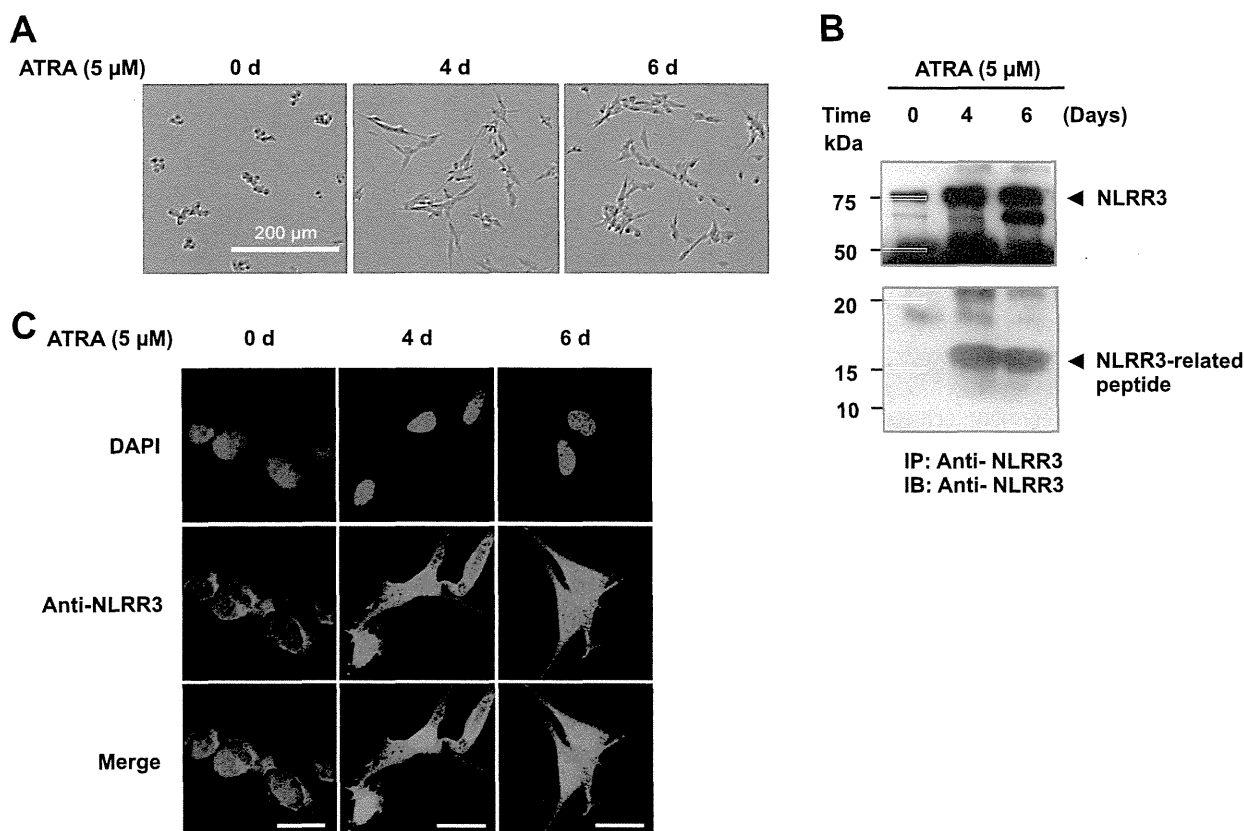 A
ATRA (5 µM) 0 d 4 d 6 d
200 µm
B
ATRA (5 µM)
Time 0 4 6 (Days)
kDa
75
NLRR3
50
20
15
NLRR3-related
peptide
10
IP: Anti- NLRR3
IB: Anti- NLRR3
C
ATRA (5 µM) 0 d 4 d 6 d
DAPI
Anti-NLRR3
Merge